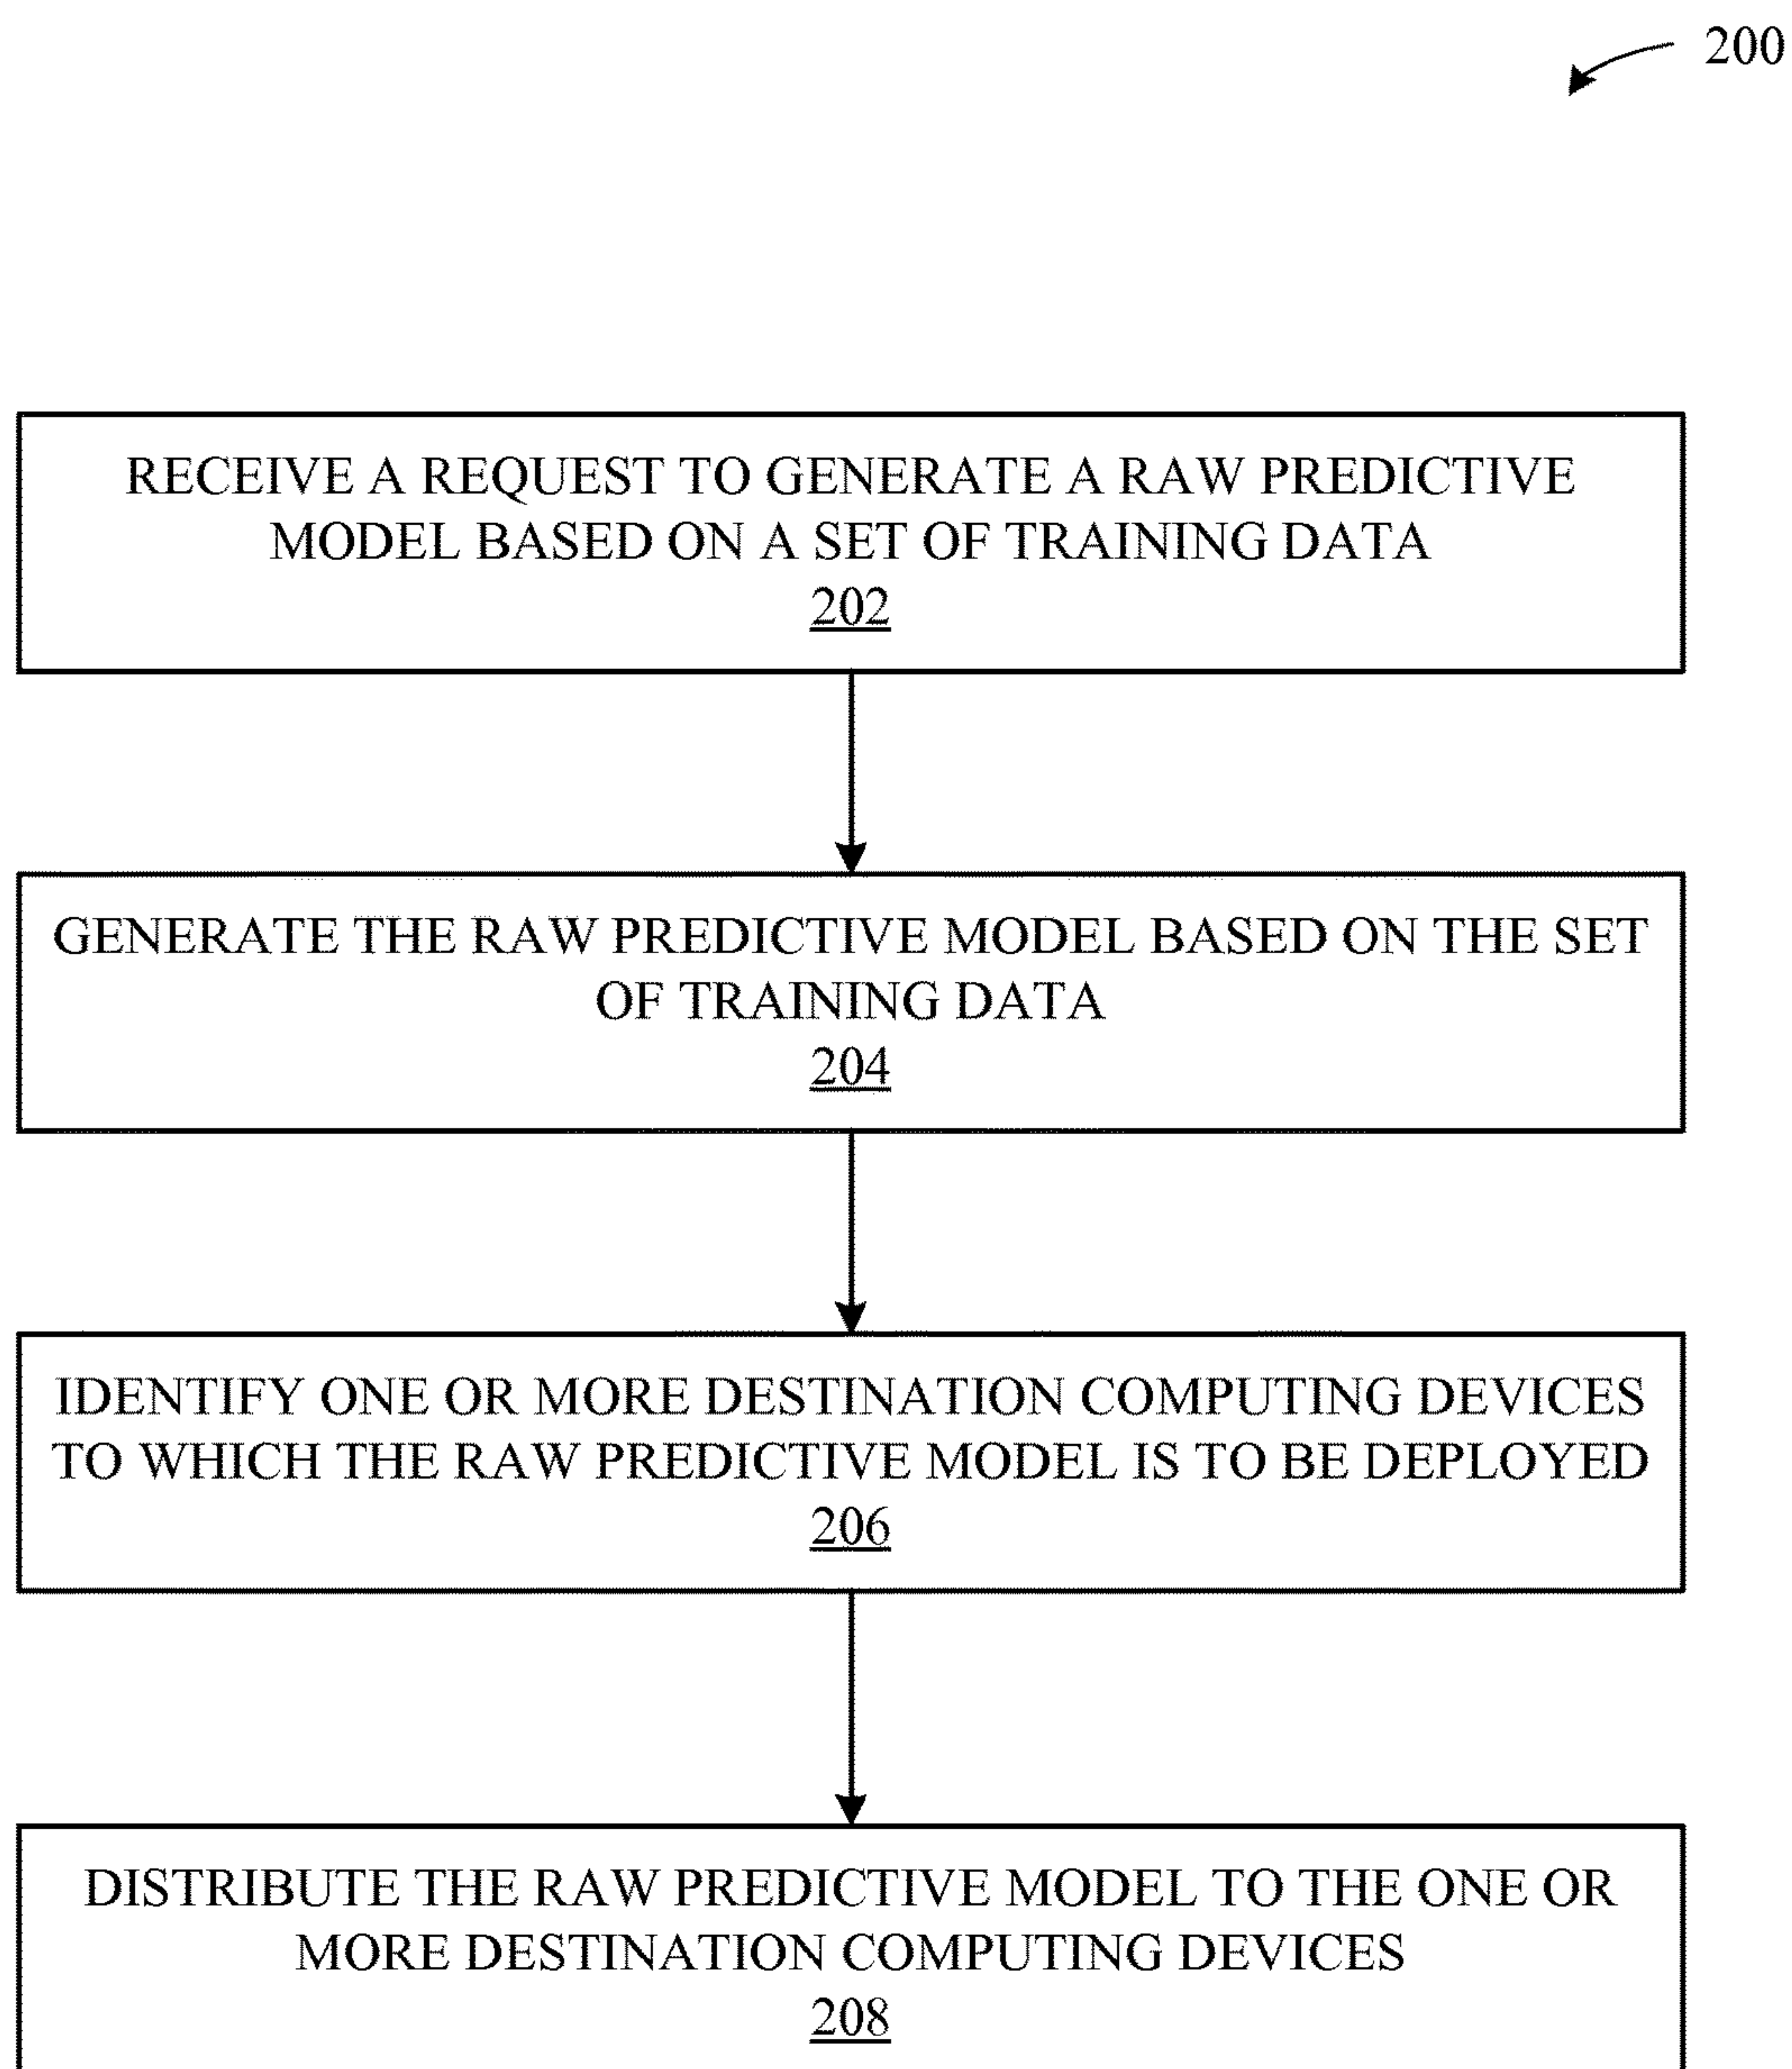 200
RECEIVE A REQUEST TO GENERATE A RAW PREDICTIVE
MODEL BASED ON A SET OF TRAINING DATA
202
GENERATE THE RAW PREDICTIVE MODEL BASED ON THE SET
OF TRAINING DATA
204
IDENTIFY ONE OR MORE DESTINATION COMPUTING DEVICES
TO WHICH THE RAW PREDICTIVE MODEL IS TO BE DEPLOYED
206
DISTRIBUTE THE RAW PREDICTIVE MODEL TO THE ONE OR
MORE DESTINATION COMPUTING DEVICES
208